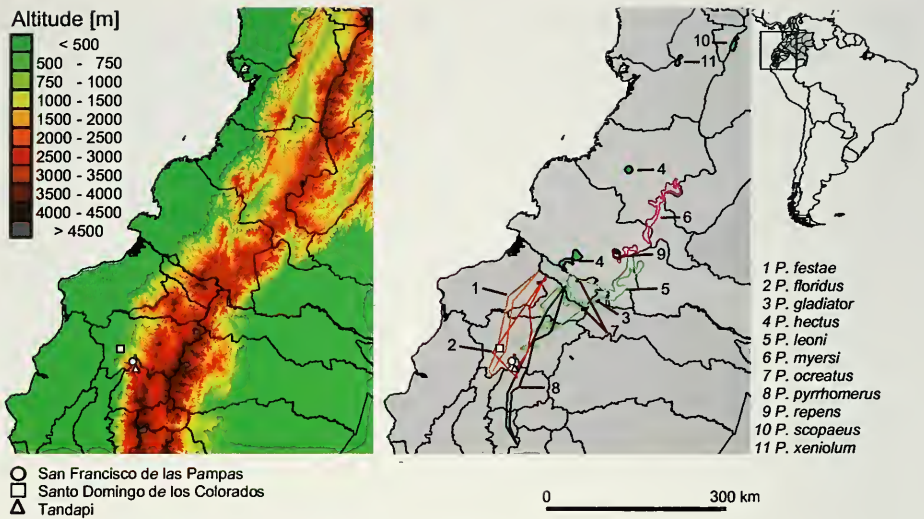 Altitude [m]
< 500
500 - 750
750 - 1000
1000 - 1500
1500 - 2000
2000 - 2500
2500 - 3000
3000 - 3500
3500 - 4000
4000 - 4500
> 4500
10
11
4
6
9
4
5
1
3
7
2
8
1 P. festae
2 P. floridus
3 P. gladiator
4 P. hectus
5 P. leoni
6 P. myersi
7 P. ocreatus
8 P. pyrrhomerus
9 P. repens
10 P. scopaeus
11 P. xeniolum
San Francisco de las Pampas
Santo Domingo de los Colorados
Tandapi
0 300 km